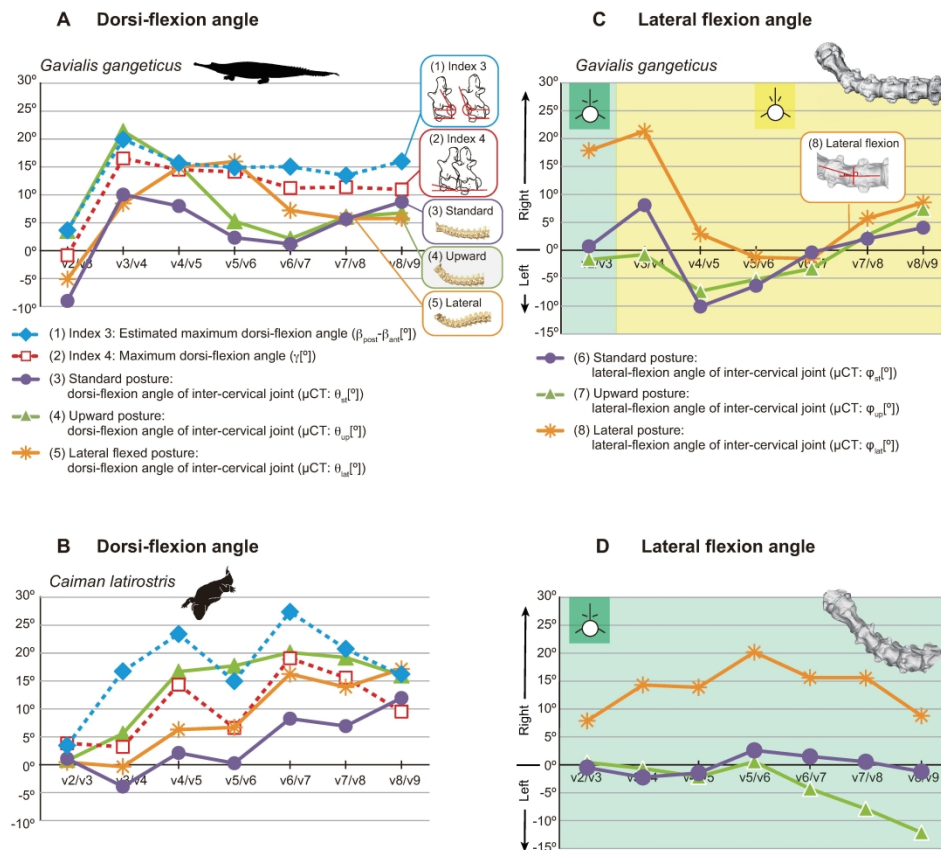 A Dorsi-flexion angle
Gavialis gangeticus
30º
25º
20º
15º
10º
5º
0º
-5º
-10º
v2/v3 v3/v4 v4/v5 v5/v6 v6/v7 v7/v8 v8/v9
(1) Index 3
(2) Index 4
(3) Standard
(4) Upward
(5) Lateral
(1) Index 3: Estimated maximum dorsi-flexion angle (βpost-βant[º])
(2) Index 4: Maximum dorsi-flexion angle (γ[º])
(3) Standard posture:
dorsi-flexion angle of inter-cervical joint (µCT: θst[º])
(4) Upward posture:
dorsi-flexion angle of inter-cervical joint (µCT: θup[º])
(5) Lateral flexed posture:
dorsi-flexion angle of inter-cervical joint (µCT: θlat[º])
C Lateral flexion angle
Gavialis gangeticus
30º
25º
20º
15º
10º
5º
0º
-5º
-10º
-15º
Right
Left
v2/v3 v3/v4 v4/v5 v5/v6 v6/v7 v7/v8 v8/v9
(8) Lateral flexion
(6) Standard posture:
lateral-flexion angle of inter-cervical joint (µCT: φst[º])
(7) Upward posture:
lateral-flexion angle of inter-cervical joint (µCT: φup[º])
(8) Lateral posture:
lateral-flexion angle of inter-cervical joint (µCT: φlat[º])
B Dorsi-flexion angle
Caiman latirostris
30º
25º
20º
15º
10º
5º
0º
-5º
-10º
v2/v3 v3/v4 v4/v5 v5/v6 v6/v7 v7/v8 v8/v9
D Lateral flexion angle
30º
25º
20º
15º
10º
5º
0º
-5º
-10º
-15º
Right
Left
v2/v3 v5/v6 v6/v7 v7/v8 v8/v9